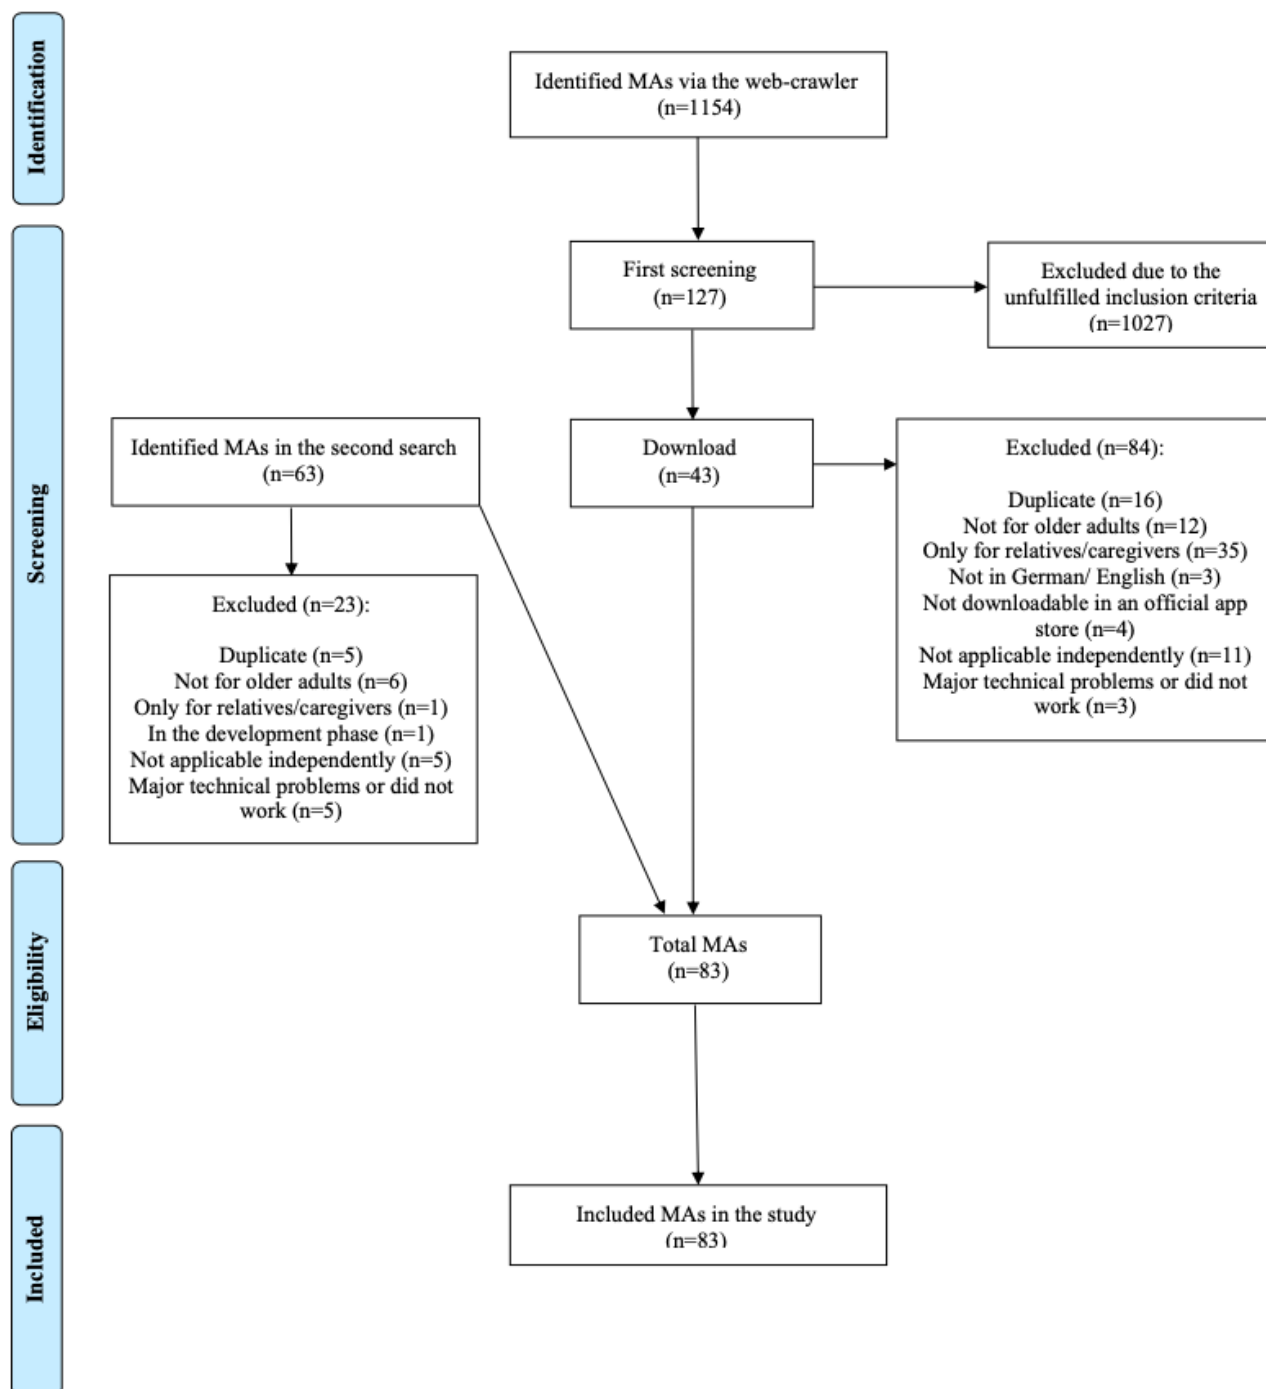 Identification
Identified MAs via the web-crawler
(n=1154)
Screening
First screening
(n=127)
Excluded due to the
unfulfilled inclusion criteria
(n=1027)
Identified MAs in the second search
(n=63)
Download
(n=43)
Excluded (n=84):
Duplicate (n=16)
Not for older adults (n=12)
Only for relatives/caregivers (n=35)
Not in German/ English (n=3)
Not downloadable in an official app
store (n=4)
Not applicable independently (n=11)
Major technical problems or did not
work (n=3)
Excluded (n=23):
Duplicate (n=5)
Not for older adults (n=6)
Only for relatives/caregivers (n=1)
In the development phase (n=1)
Not applicable independently (n=5)
Major technical problems or did not
work (n=5)
Eligibility
Total MAs
(n=83)
Included
Included MAs in the study
(n=83)